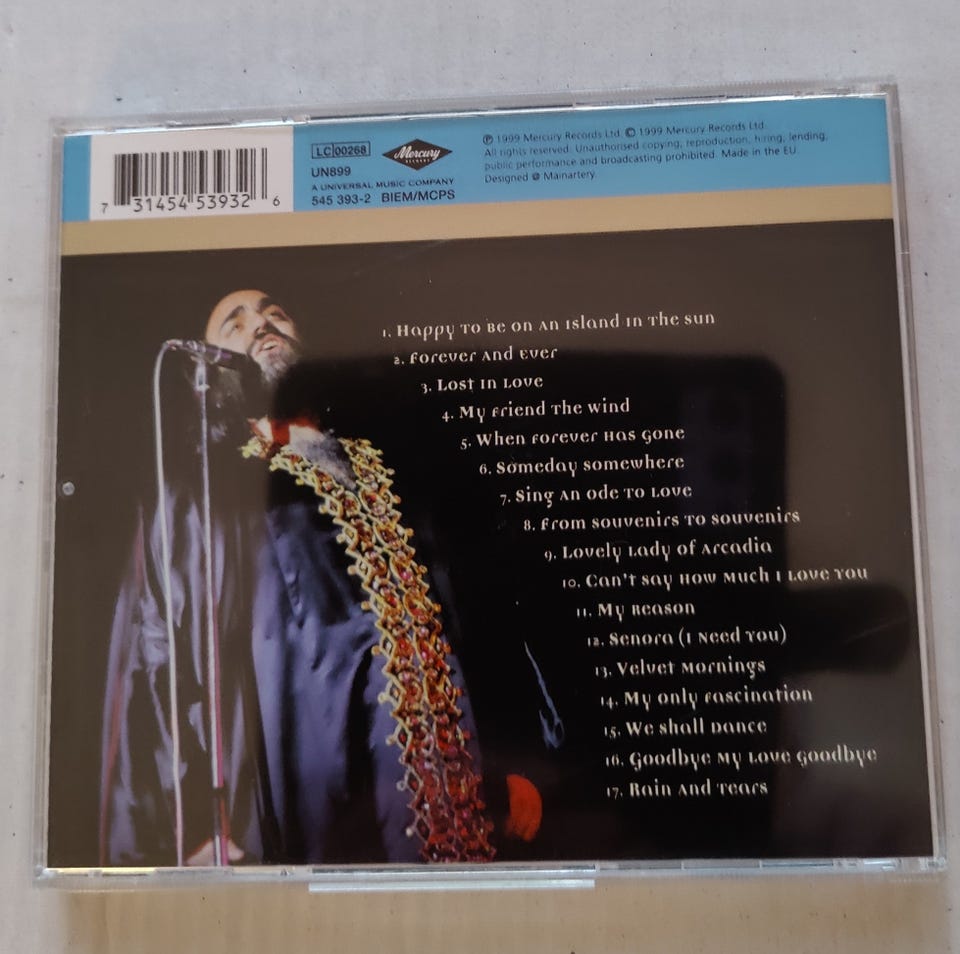 7 31454 53932 6
LC 00268
UN899
A UNIVERSAL MUSIC COMPANY
545 393-2 BIEM/MCPS
Mercury
RECORDS
℗ 1999 Mercury Records Ltd. © 1999 Mercury Records Ltd.
All rights reserved. Unauthorised copying, reproduction, hiring, lending,
public performance and broadcasting prohibited. Made in the EU.
Designed @ Mainartery.
1. Happy To Be on An Island In The Sun
2. Forever And Ever
3. Lost In Love
4. My Friend The Wind
5. When Forever Has Gone
6. Someday Somewhere
7. Sing An Ode To Love
8. From Souvenirs To Souvenirs
9. Lovely Lady of Arcadia
10. Can't Say How Much I Love You
11. My Reason
12. Senora (I Need You)
13. Velvet Mornings
14. My Only Fascination
15. We Shall Dance
16. Goodbye My Love Goodbye
17. Rain And Tears